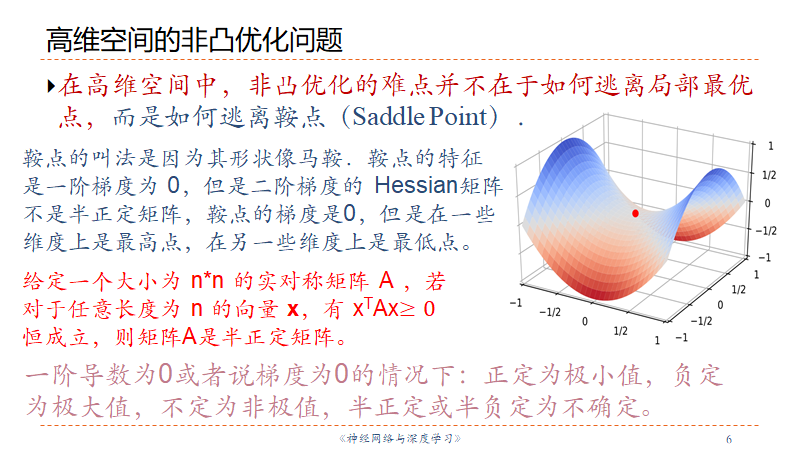 高维空间的非凸优化问题
在高维空间中，非凸优化的难点并不在于如何逃离局部最优
点，而是如何逃离鞍点（Saddle Point）.
鞍点的叫法是因为其形状像马鞍．鞍点的特征
是一阶梯度为 0，但是二阶梯度的 Hessian矩阵
不是半正定矩阵，鞍点的梯度是0，但是在一些
维度上是最高点，在另一些维度上是最低点。
给定一个大小为 n*n 的实对称矩阵 A ，若
对于任意长度为 n 的向量 x，有 xᵀAx≥ 0
恒成立，则矩阵A是半正定矩阵。
1
1/2
0
−1/2
−1
−1
−1/2
0
1/2
1
1
1/2
0
−1/2
−1
一阶导数为0或者说梯度为0的情况下：正定为极小值，负定
为极大值，不定为非极值，半正定或半负定为不确定。
《神经网络与深度学习》
6